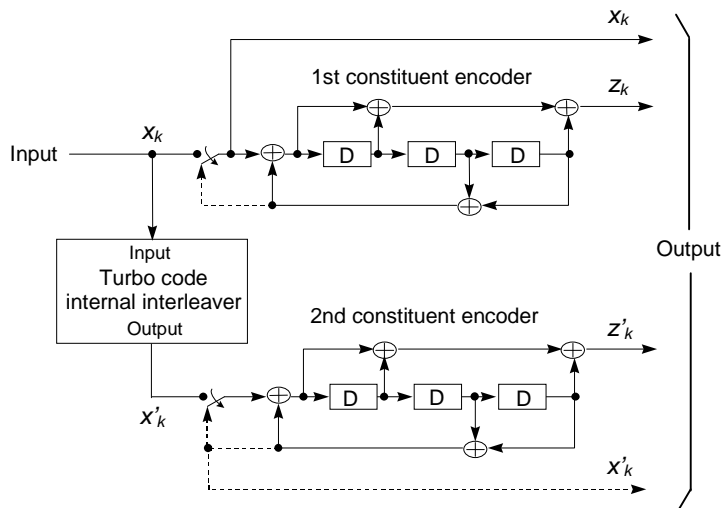 x_k
1st constituent encoder
z_k
x_k
Input
D D D
Output
Input
Turbo code
internal interleaver
Output
2nd constituent encoder
z'_k
D D D
x'_k
x'_k